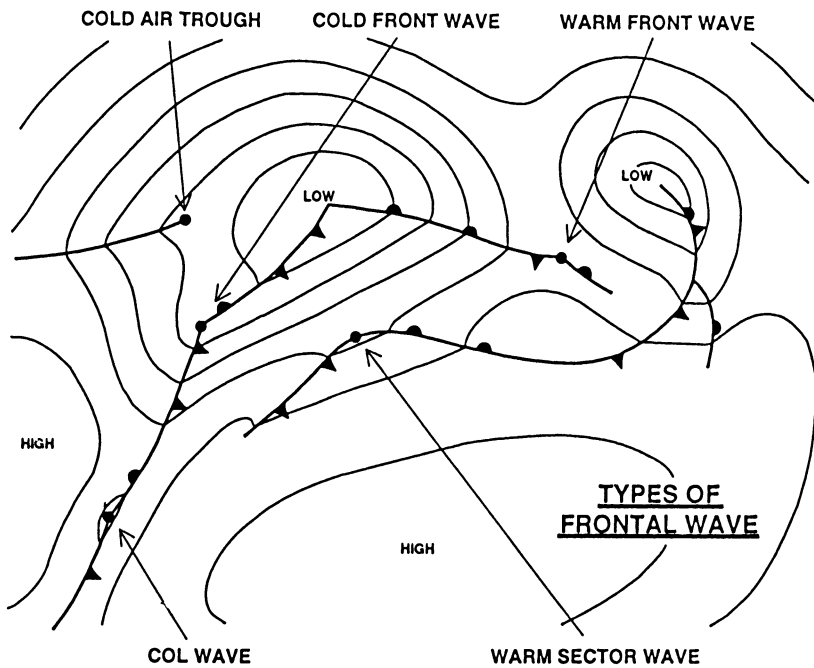 COLD AIR TROUGH
COLD FRONT WAVE
WARM FRONT WAVE
LOW
LOW
HIGH
TYPES OF
FRONTAL WAVE
HIGH
COL WAVE
WARM SECTOR WAVE